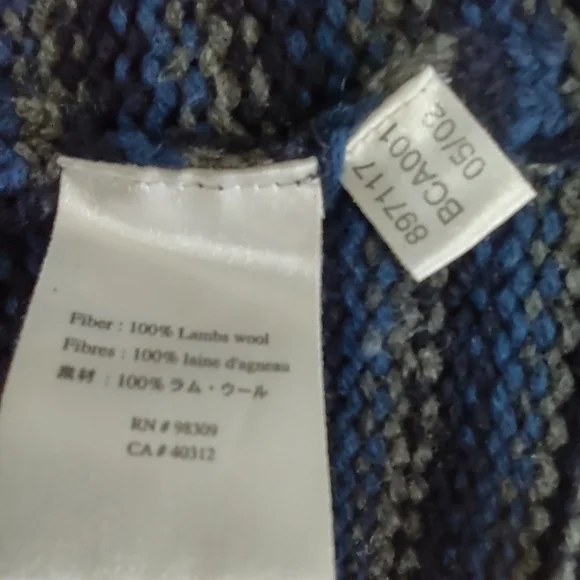 Fiber : 100% Lambs wool
Fibres : 100% laine d'agneau
素材 : 100% ラム・ウール
RN # 98309
CA # 40312
897117
BCA001
05/02